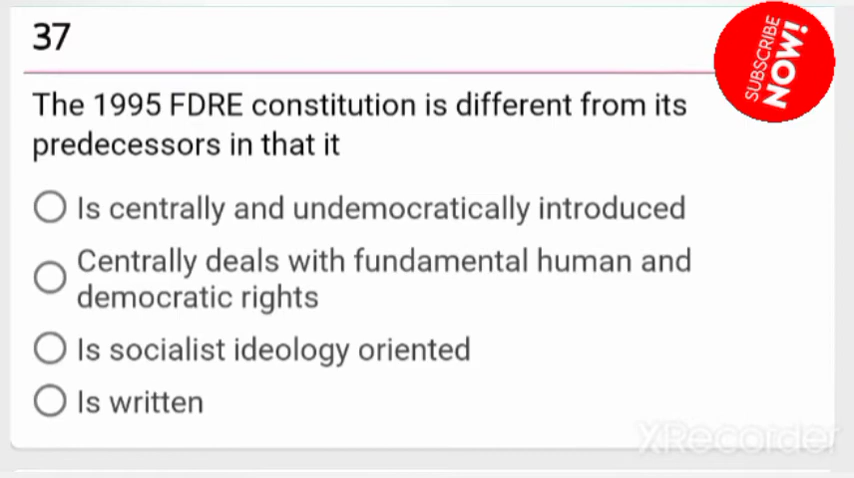 37
SUBSCRIBE
NOW!
The 1995 FDRE constitution is different from its
predecessors in that it
Is centrally and undemocratically introduced
Centrally deals with fundamental human and
democratic rights
Is socialist ideology oriented
Is written
XRecorder